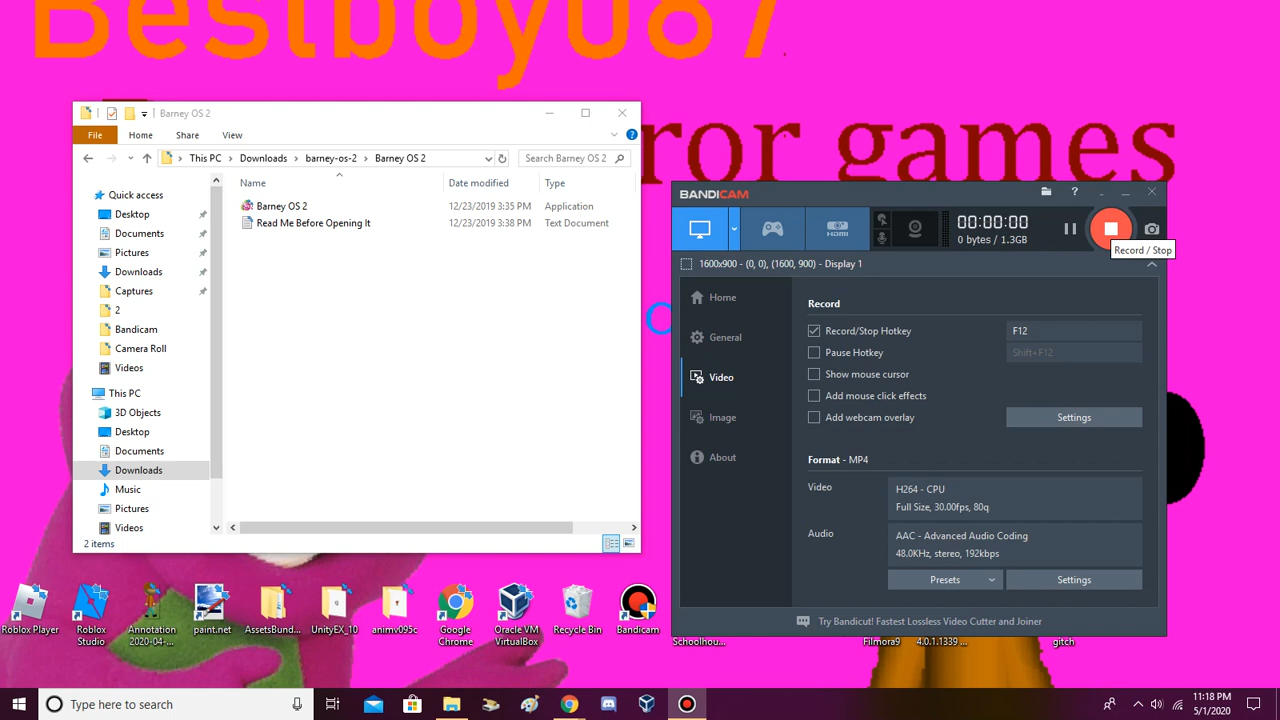 Bestboy087.
ror games
o
Barney OS 2
File Home Share View
This PC Downloads barney-os-2 Barney OS 2 Search Barney OS 2
Name Date modified Type
Barney OS 2 12/23/2019 3:35 PM Application
Read Me Before Opening It 12/23/2019 3:38 PM Text Document
Quick access
Desktop
Documents
Pictures
Downloads
Captures
2
Bandicam
Camera Roll
Videos
This PC
3D Objects
Desktop
Documents
Downloads
Music
Pictures
Videos
2 items
BANDICAM
HDMI
00:00:00
0 bytes / 1.3GB
Record / Stop
1600x900 - (0, 0), (1600, 900) - Display 1
Home
General
Video
Image
About
Record
Record/Stop Hotkey F12
Pause Hotkey Shift+F12
Show mouse cursor
Add mouse click effects
Add webcam overlay Settings
Format - MP4
Video H264 - CPU
Full Size, 30.00fps, 80q
Audio AAC - Advanced Audio Coding
48.0KHz, stereo, 192kbps
Presets Settings
Try Bandicut! Fastest Lossless Video Cutter and Joiner
Roblox Player
Roblox Studio
Annotation 2020-04-...
paint.net
AssetsBund...
UnityEX_10
animv095c
Google Chrome
Oracle VM VirtualBox
Recycle Bin
Bandicam
Schoolhou...
Filmora9
4.0.1.1339 ...
gitch
Type here to search
11:18 PM
5/1/2020